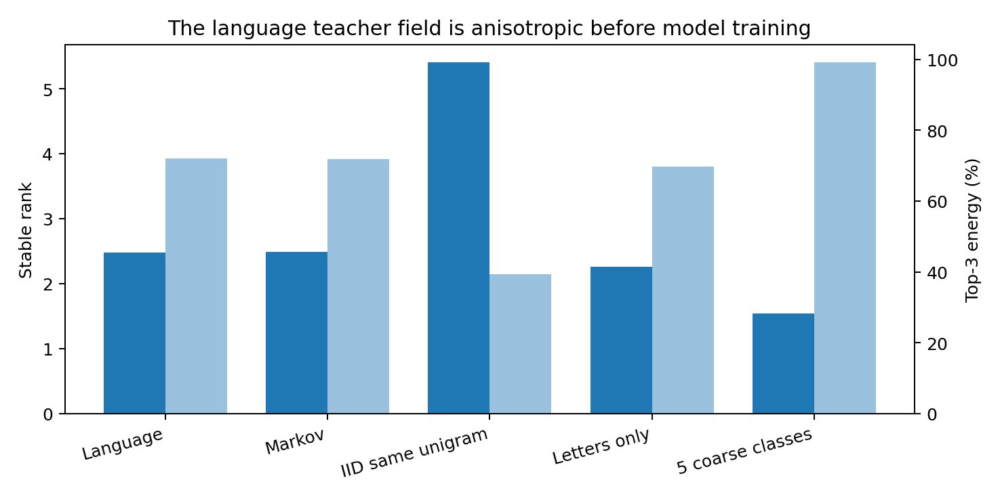 The language teacher field is anisotropic before model training
Stable rank
5
4
3
2
1
0
100
80
60
40
20
0
Top-3 energy (%)
Language
Markov
IID same unigram
Letters only
5 coarse classes